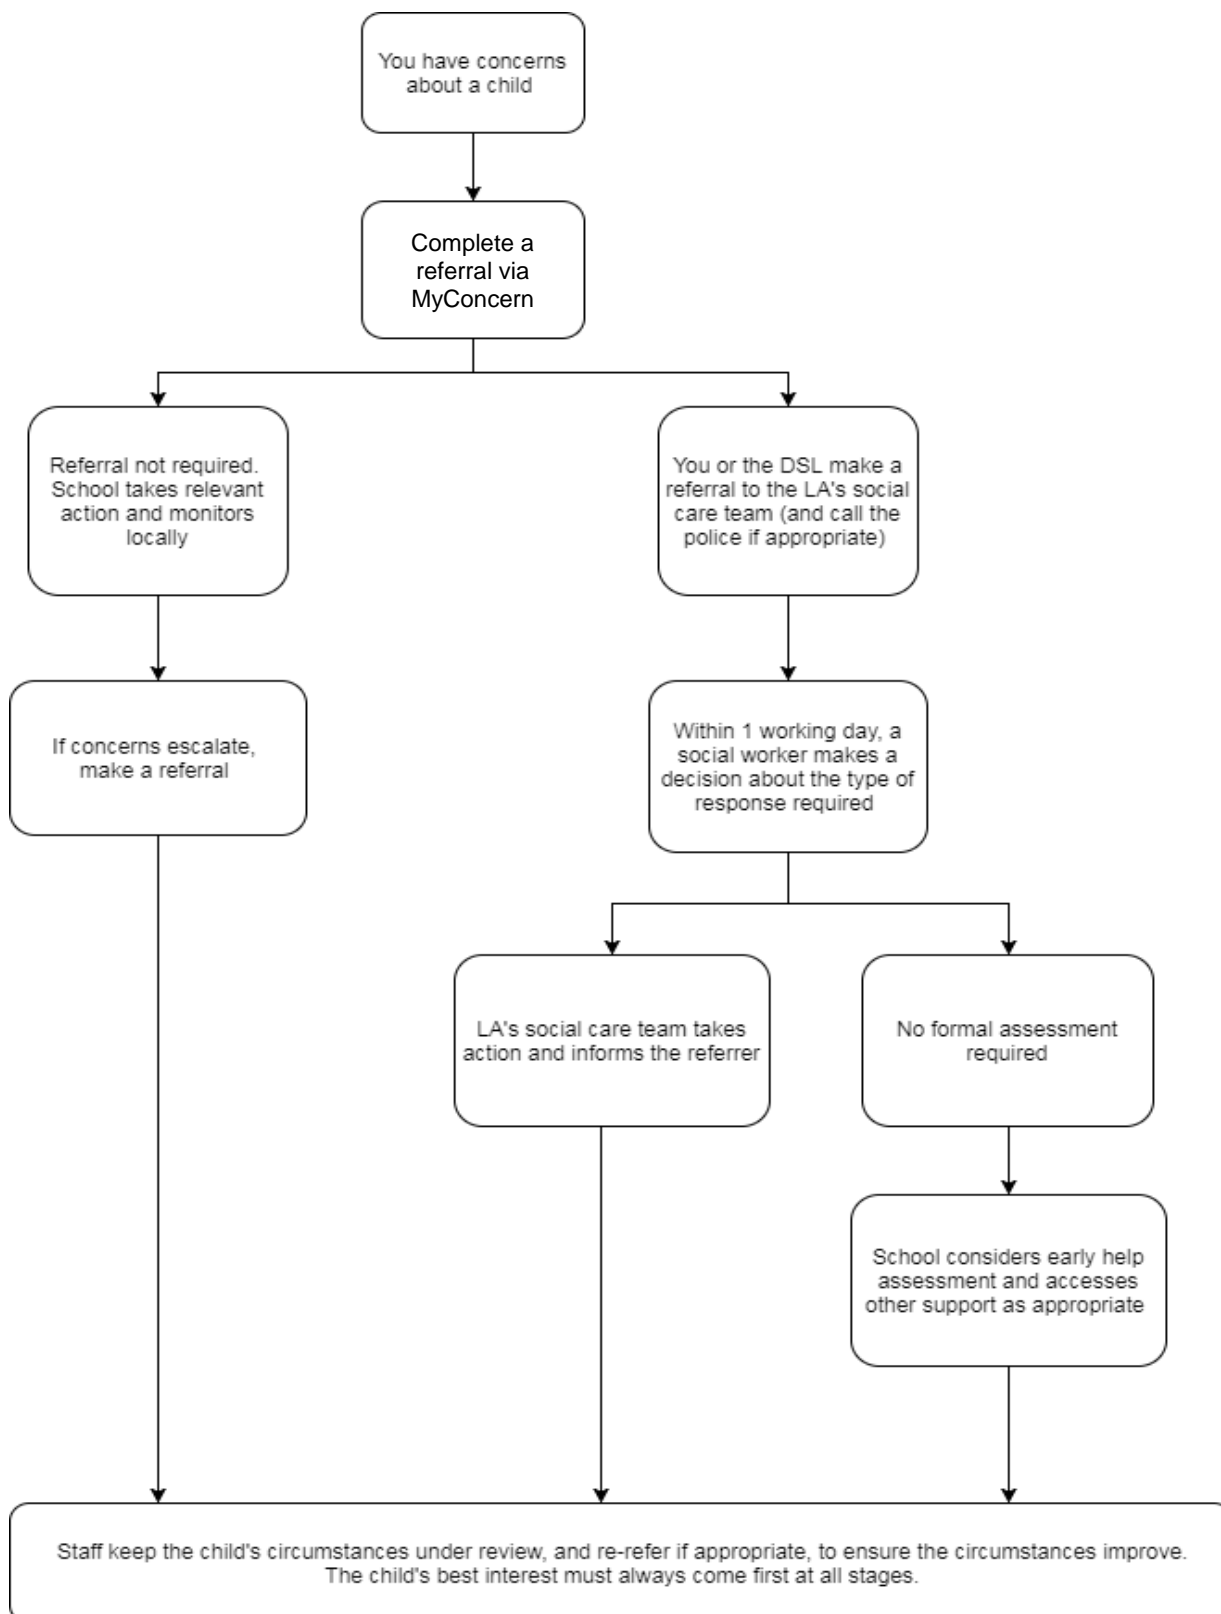 You have concerns
about a child
Complete a
referral via
MyConcern
Referral not required.
School takes relevant
action and monitors
locally
You or the DSL make a
referral to the LA's social
care team (and call the
police if appropriate)
If concerns escalate,
make a referral
Within 1 working day, a
social worker makes a
decision about the type of
response required
LA's social care team takes
action and informs the referrer
No formal assessment
required
School considers early help
assessment and accesses
other support as appropriate
Staff keep the child's circumstances under review, and re-refer if appropriate, to ensure the circumstances improve.
The child's best interest must always come first at all stages.